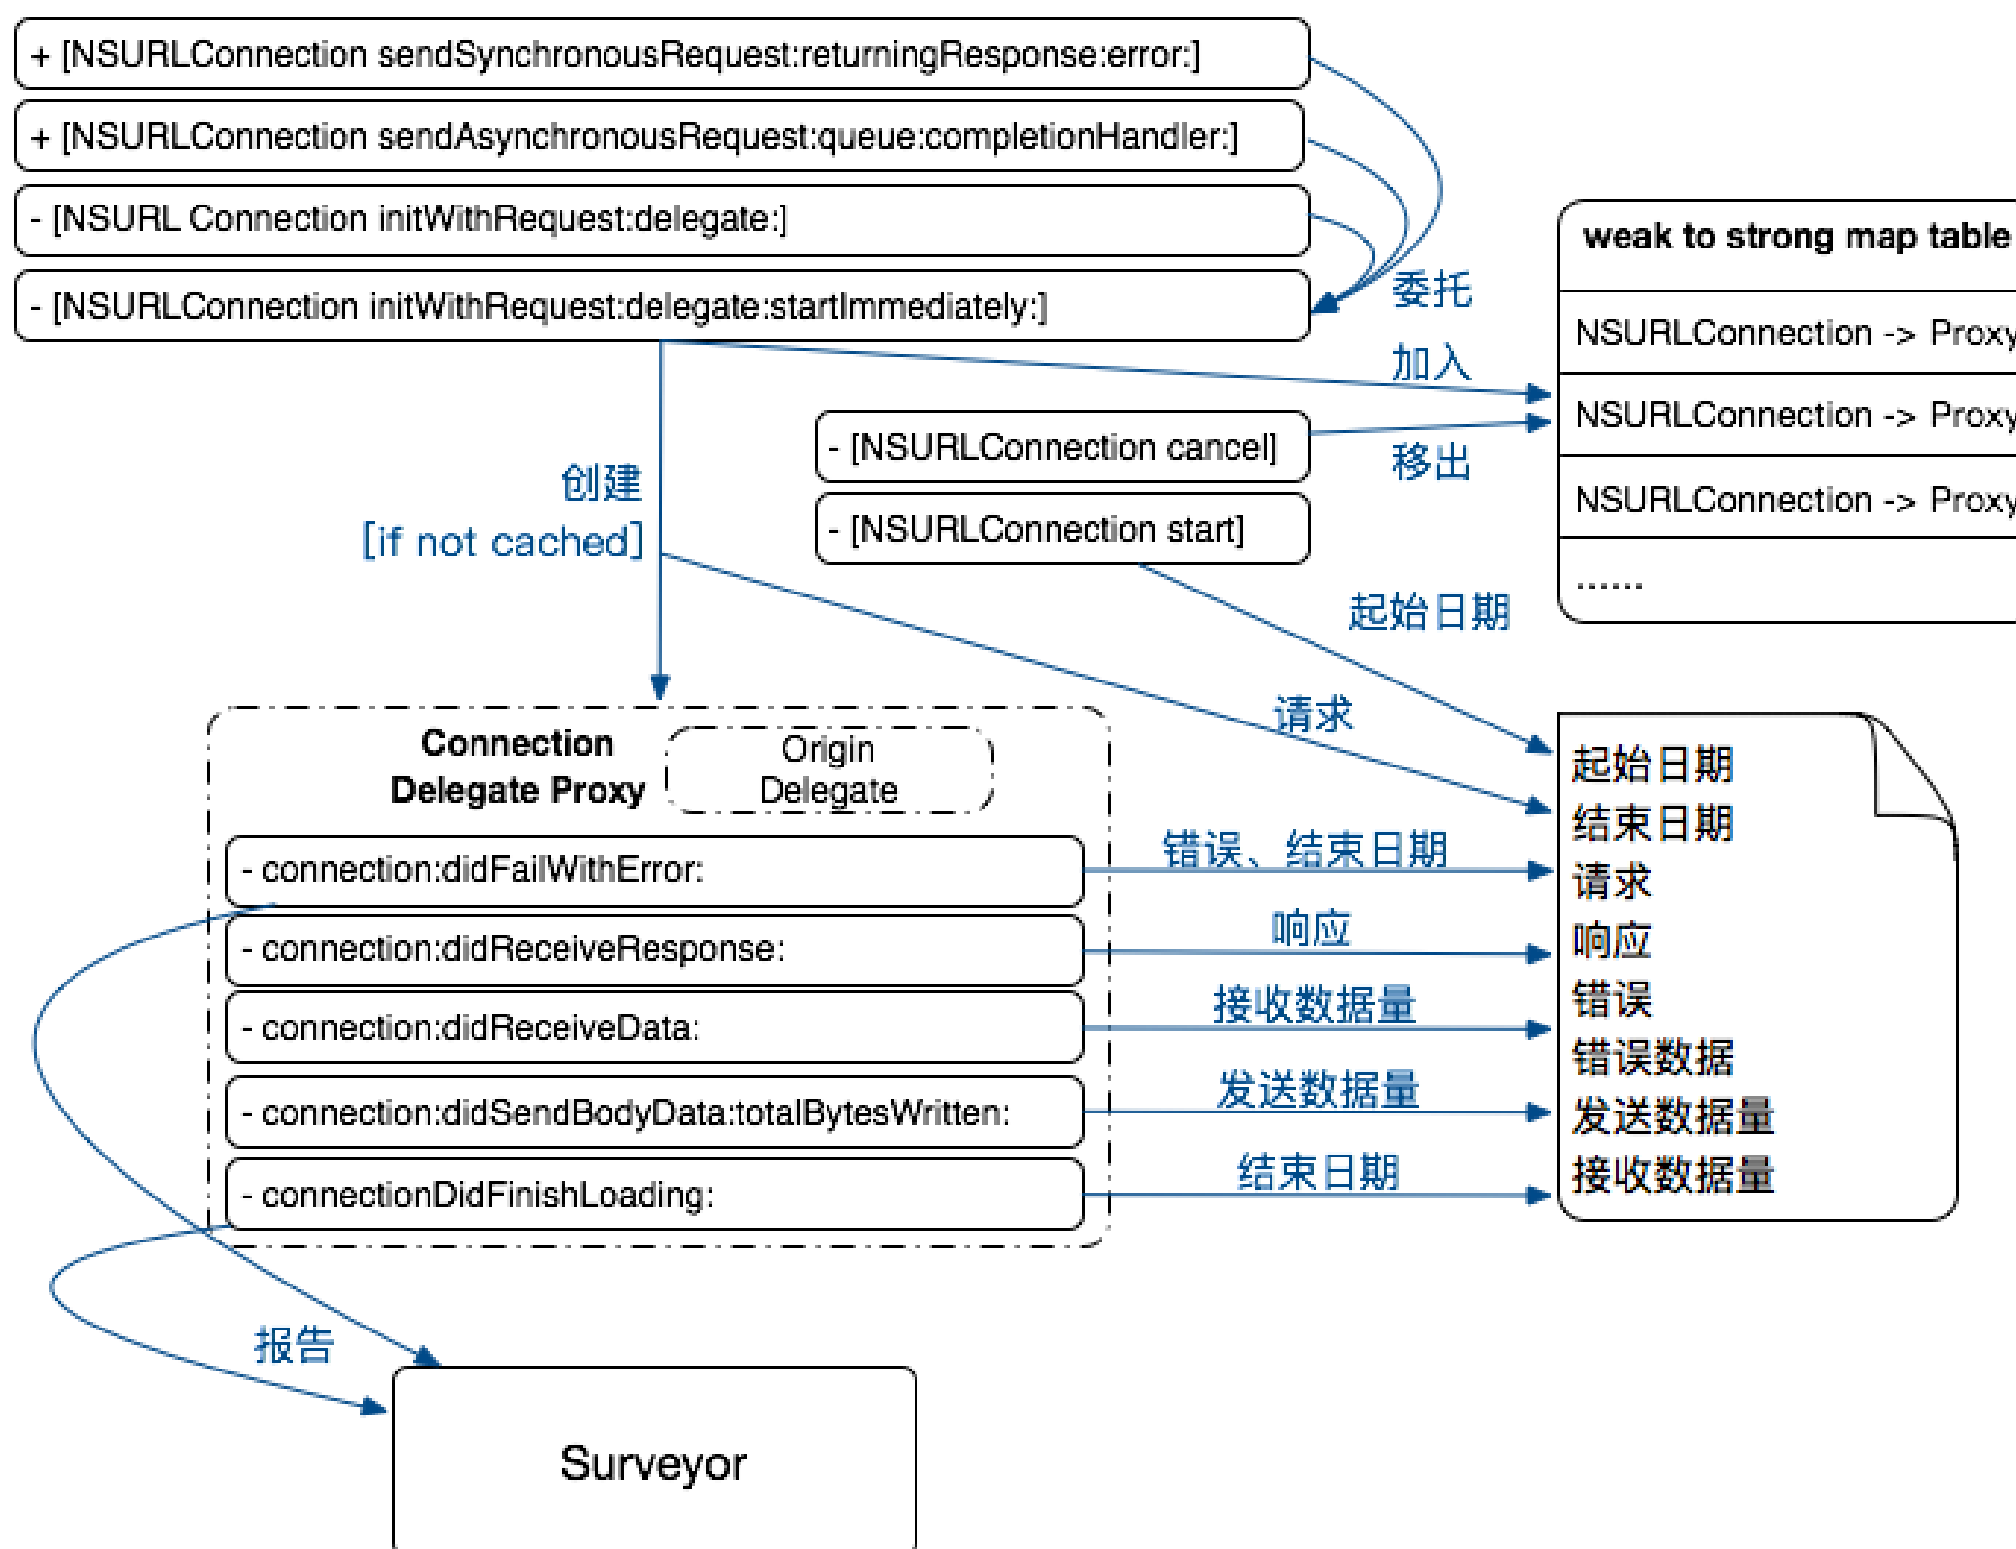 + [NSURLConnection sendSynchronousRequest:returningResponse:error:]
+ [NSURLConnection sendAsynchronousRequest:queue:completionHandler:]
- [NSURL Connection initWithRequest:delegate:]
- [NSURLConnection initWithRequest:delegate:startImmediately:]
委托
加入
移出
weak to strong map table
NSURLConnection -> Proxy
NSURLConnection -> Proxy
NSURLConnection -> Proxy
......
- [NSURLConnection cancel]
- [NSURLConnection start]
创建
[if not cached]
起始日期
请求
Connection
Delegate Proxy
Origin
Delegate
- connection:didFailWithError:
- connection:didReceiveResponse:
- connection:didReceiveData:
- connection:didSendBodyData:totalBytesWritten:
- connectionDidFinishLoading:
错误、结束日期
响应
接收数据量
发送数据量
结束日期
起始日期
结束日期
请求
响应
错误
错误数据
发送数据量
接收数据量
报告
Surveyor